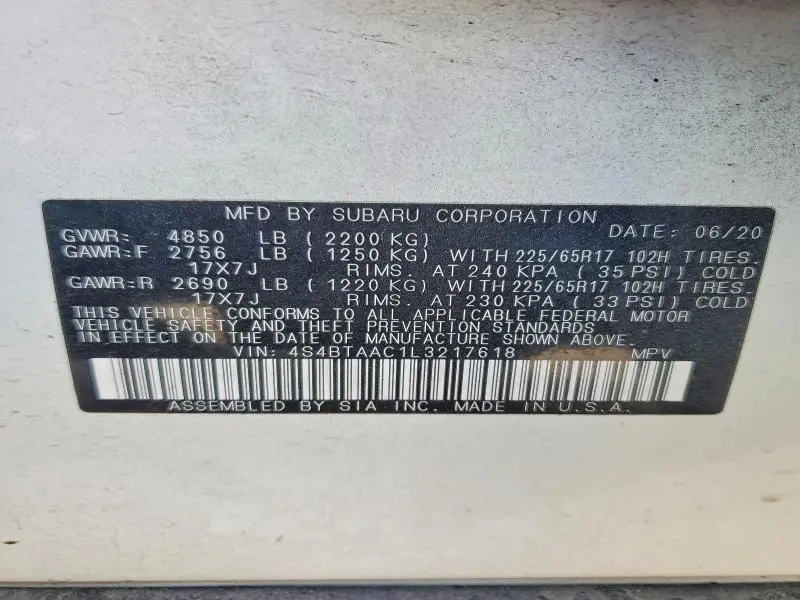 MFD BY SUBARU CORPORATION DATE: 06/20
GVWR: 4850 LB (2200 KG)
GAWR:F 2756 LB (1250 KG) WITH 225/65R17 102H TIRES.
17X7J RIMS. AT 240 KPA (35 PSI) COLD
GAWR:R 2690 LB (1220 KG) WITH 225/65R17 102H TIRES.
17X7J RIMS. AT 230 KPA (33 PSI) COLD
THIS VEHICLE CONFORMS TO ALL APPLICABLE FEDERAL MOTOR
VEHICLE SAFETY AND THEFT PREVENTION STANDARDS
IN EFFECT ON THE DATE OF MANUFACTURE SHOWN ABOVE.
VIN: 4S4BTAAC1L3217618 MPV
ASSEMBLED BY SIA INC. MADE IN U.S.A.